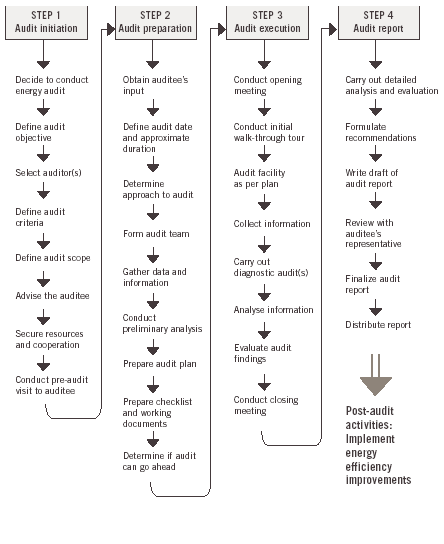 STEP 1
Audit initiation
Decide to conduct
energy audit
Define audit
objective
Select auditor(s)
Define audit
criteria
Define audit scope
Advise the auditee
Secure resources
and cooperation
Conduct pre-audit
visit to auditee
STEP 2
Audit preparation
Obtain auditee's
input
Define audit date
and approximate
duration
Determine
approach to audit
Form audit team
Gather data and
information
Conduct
preliminary analysis
Prepare audit plan
Prepare checklist
and working
documents
Determine if audit
can go ahead
STEP 3
Audit execution
Conduct opening
meeting
Conduct initial
walk-through tour
Audit facility
as per plan
Collect information
Carry out
diagnostic audit(s)
Analyse information
Evaluate audit
findings
Conduct closing
meeting
STEP 4
Audit report
Carry out detailed
analysis and evaluation
Formulate
recommendations
Write draft of
audit report
Review with
auditee's
representative
Finalize audit
report
Distribute report
Post-audit
activities:
Implement
energy
efficiency
improvements